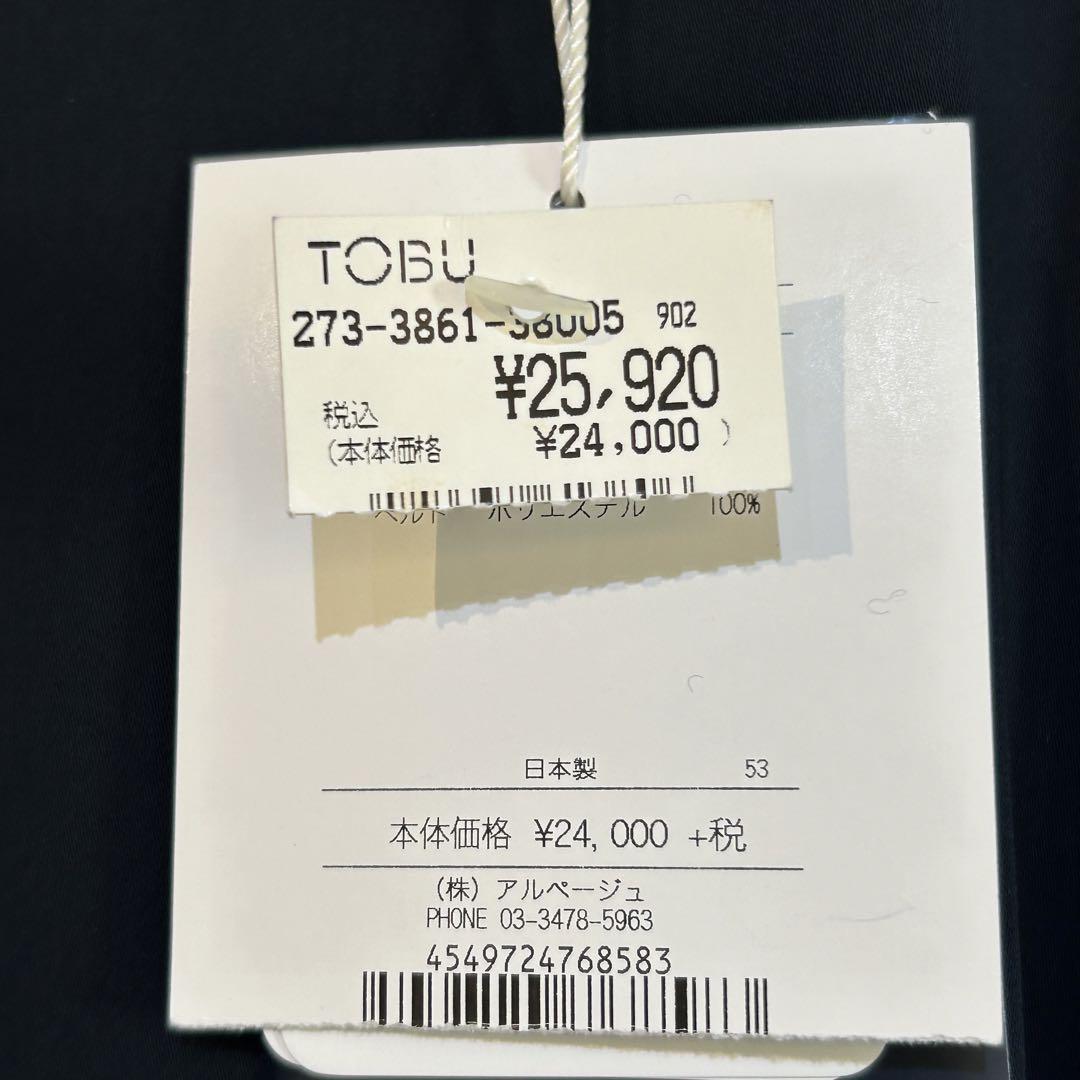 TOBU
273-3861-38005 902
¥25,920
税込
(本体価格 ¥24,000 )
ベルト ポリエステル 100%
日本製 53
本体価格 ¥24,000 +税
(株) アルページュ
PHONE 03-3478-5963
4549724768583